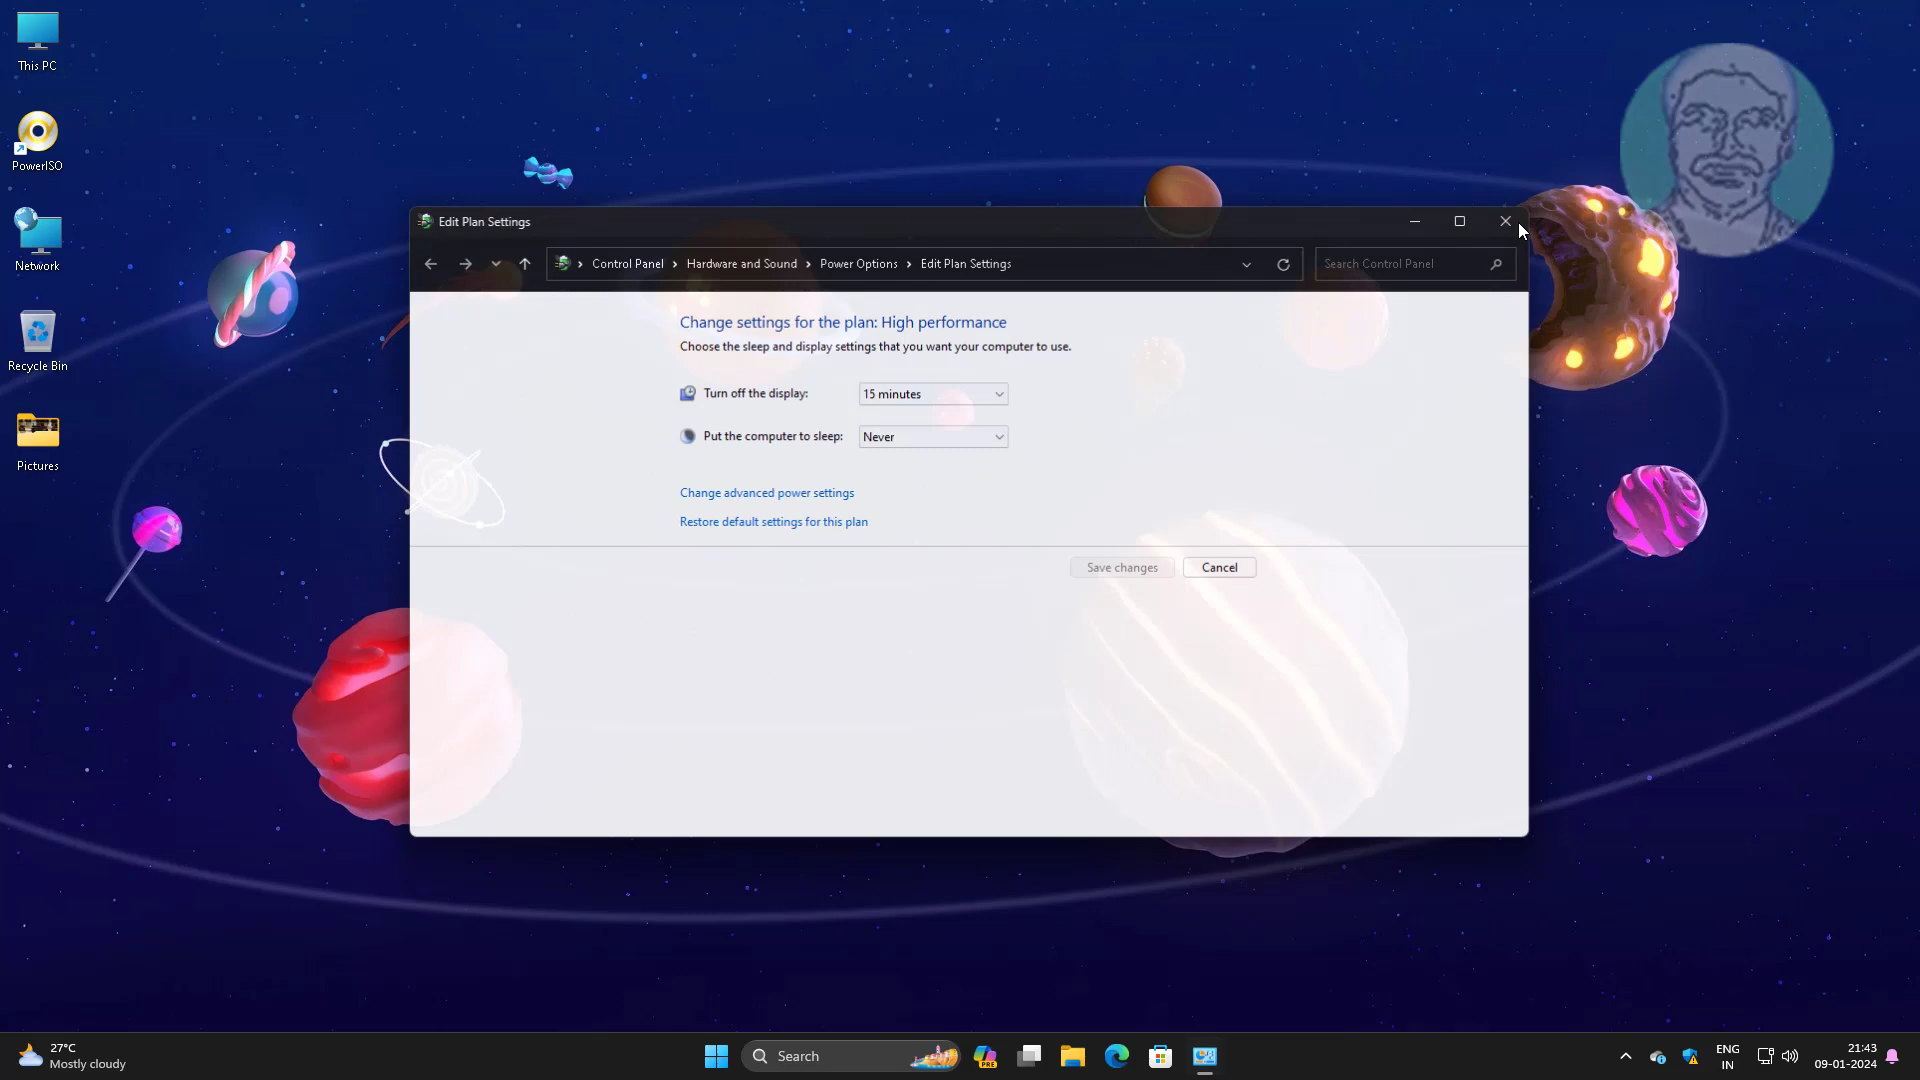 This PC
PowerISO
Network
Recycle Bin
Pictures
Edit Plan Settings
Control Panel > Hardware and Sound > Power Options > Edit Plan Settings
Search Control Panel
Change settings for the plan: High performance
Choose the sleep and display settings that you want your computer to use.
Turn off the display: 15 minutes
Put the computer to sleep: Never
Change advanced power settings
Restore default settings for this plan
Save changes
Cancel
27°C
Mostly cloudy
Search
PRE
ENG
IN
21:43
09-01-2024